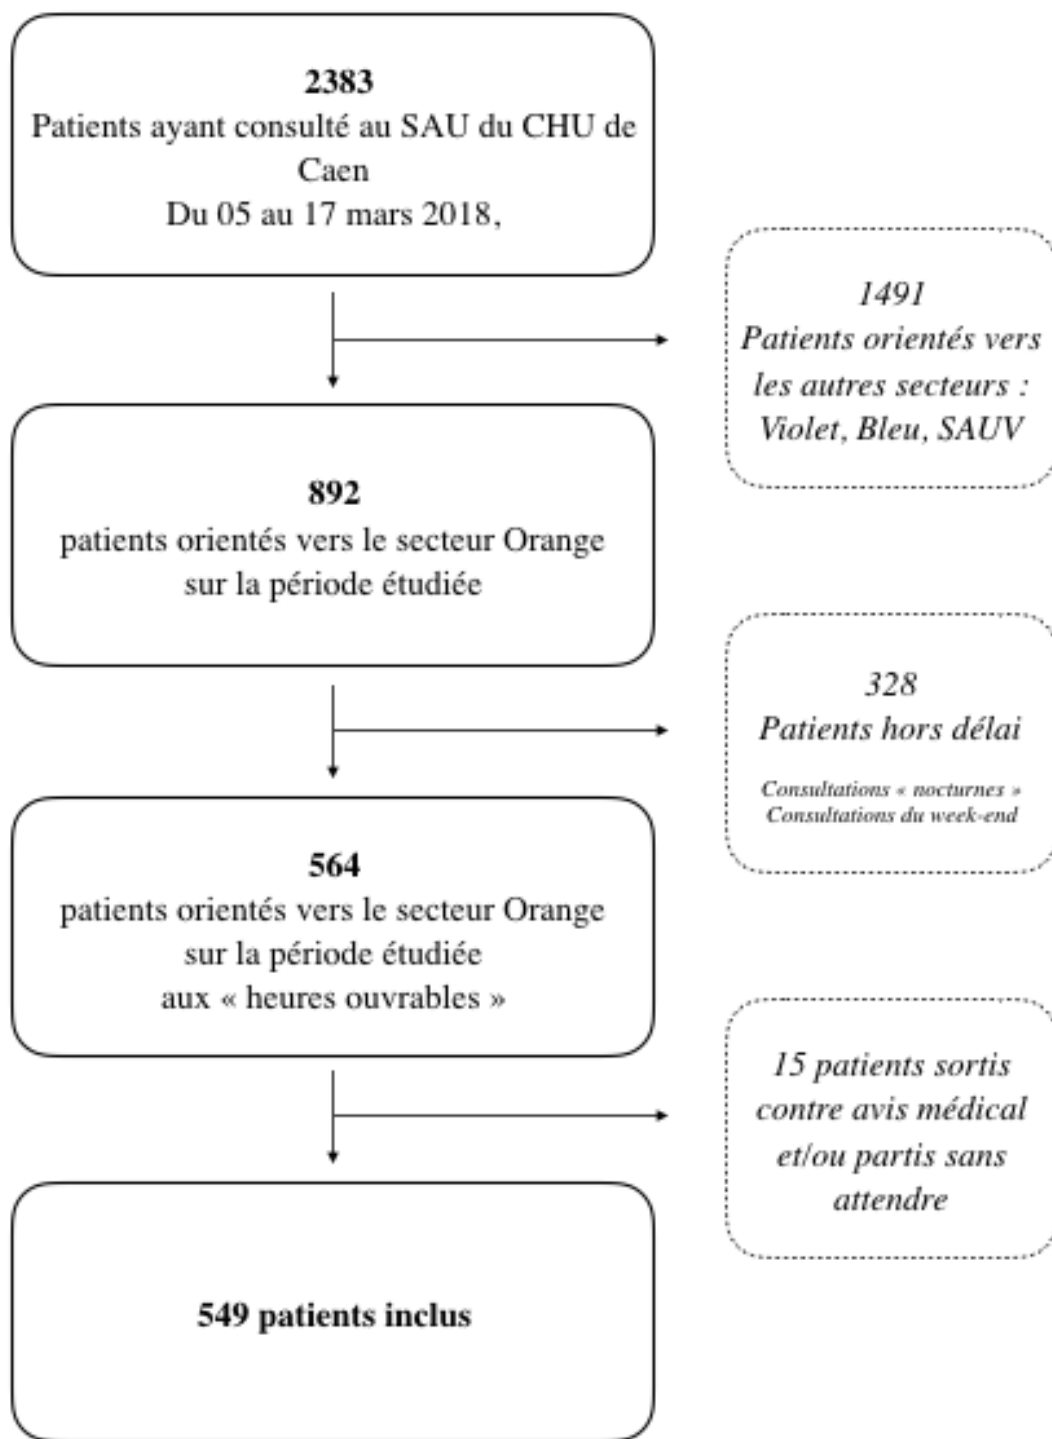 2383
Patients ayant consulté au SAU du CHU de
Caen
Du 05 au 17 mars 2018,
1491
Patients orientés vers
les autres secteurs :
Violet, Bleu, SAUV
892
patients orientés vers le secteur Orange
sur la période étudiée
328
Patients hors délai
Consultations « nocturnes »
Consultations du week-end
564
patients orientés vers le secteur Orange
sur la période étudiée
aux « heures ouvrables »
15 patients sortis
contre avis médical
et/ou partis sans
attendre
549 patients inclus